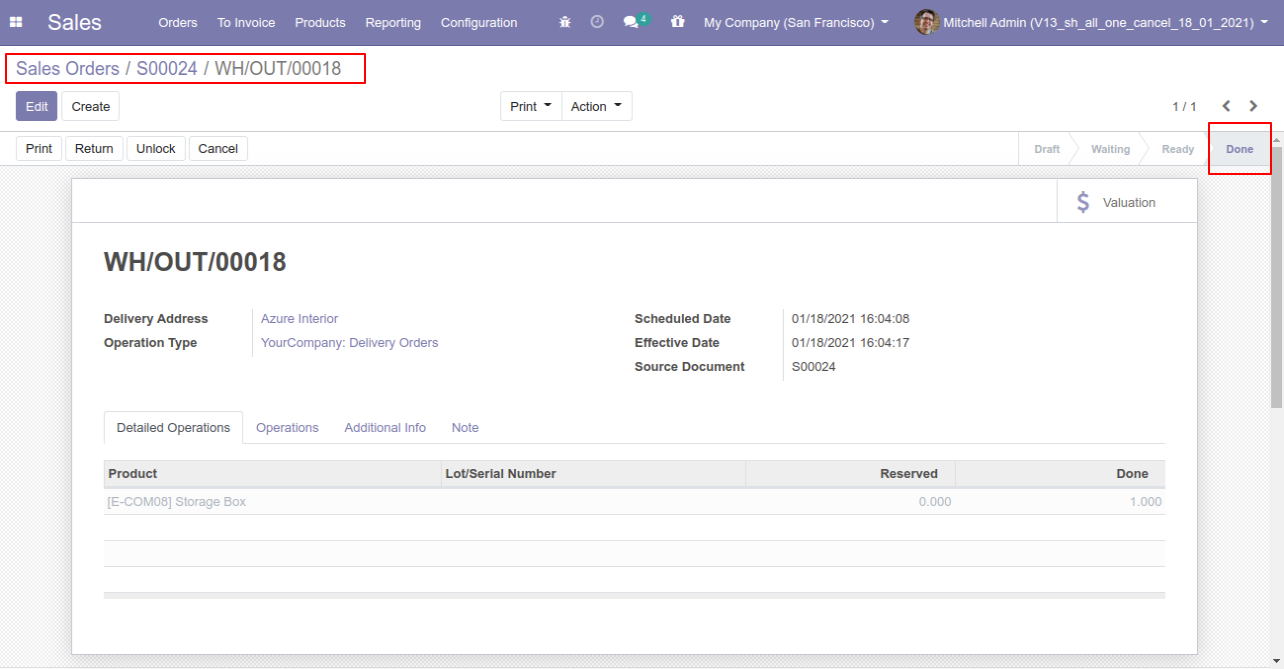 Sales Orders To Invoice Products Reporting Configuration 4 My Company (San Francisco) Mitchell Admin (V13_sh_all_one_cancel_18_01_2021)
Sales Orders / S00024 / WH/OUT/00018
Edit Create Print Action 1 / 1
Print Return Unlock Cancel Draft Waiting Ready Done
$ Valuation
WH/OUT/00018
Delivery Address Azure Interior Scheduled Date 01/18/2021 16:04:08
Operation Type YourCompany: Delivery Orders Effective Date 01/18/2021 16:04:17
Source Document S00024
Detailed Operations Operations Additional Info Note
Product Lot/Serial Number Reserved Done
[E-COM08] Storage Box 0.000 1.000